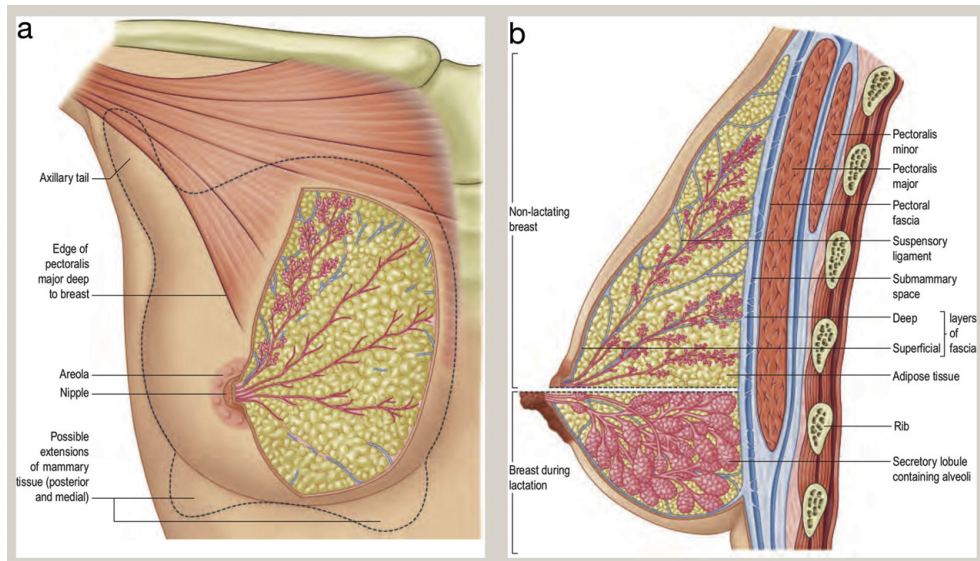 a
Axillary tail
Edge of
pectoralis
major deep
to breast
Areola
Nipple
Possible
extensions
of mammary
tissue (posterior
and medial)
b
Non-lactating
breast
Breast during
lactation
Pectoralis
minor
Pectoralis
major
Pectoral
fascia
Suspensory
ligament
Submammary
space
Deep
Superficial
layers
of
fascia
Adipose tissue
Rib
Secretory lobule
containing alveoli